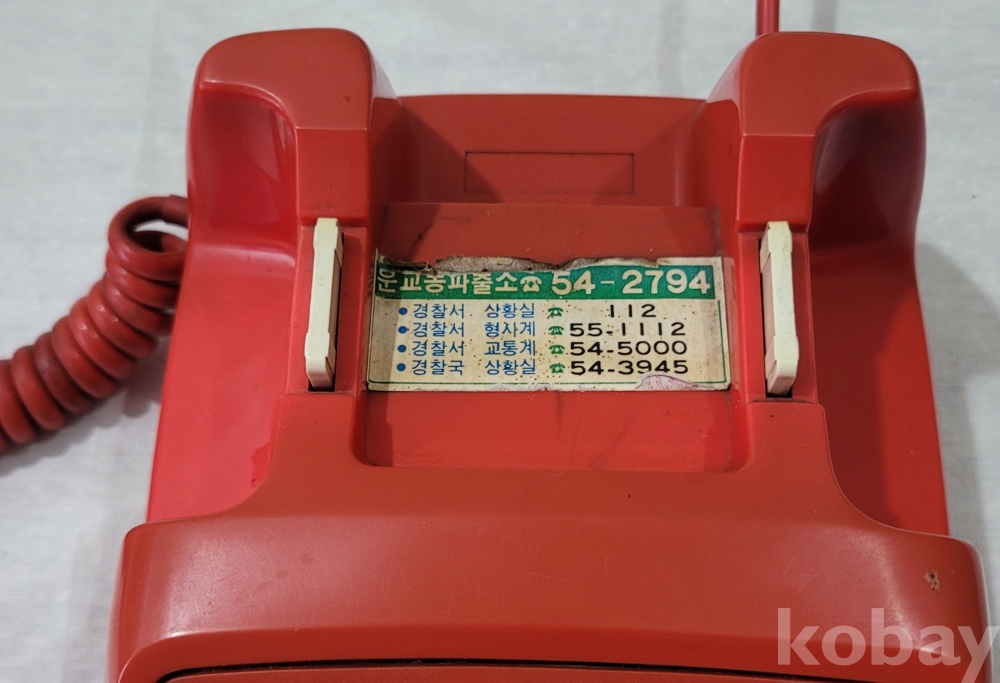 교동파출소☎ 54-2794
• 경찰서 상황실 ☎ 112
• 경찰서 형사계 ☎ 55-1112
• 경찰서 교통계 ☎ 54-5000
• 경찰국 상황실 ☎ 54-3945
kobay